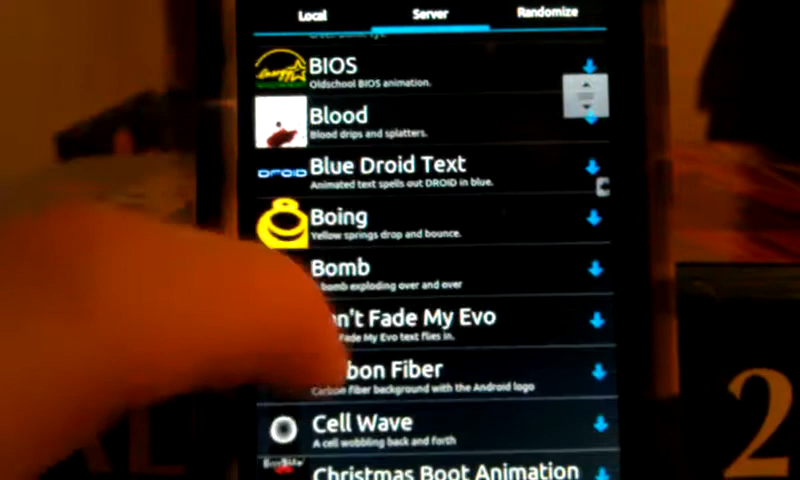 Local
Server
Randomize
BIOS
Oldschool BIOS animation.
Blood
Blood drips and splatters.
DROID
Blue Droid Text
Animated text spells out DROID in blue.
Boing
Yellow springs drop and bounce.
Bomb
bomb exploding over and over
n't Fade My Evo
Fade My Evo text flies in.
bon Fiber
Carbon fiber background with the Android logo
Cell Wave
A cell wobbling back and forth
Christmas Boot Animation
2